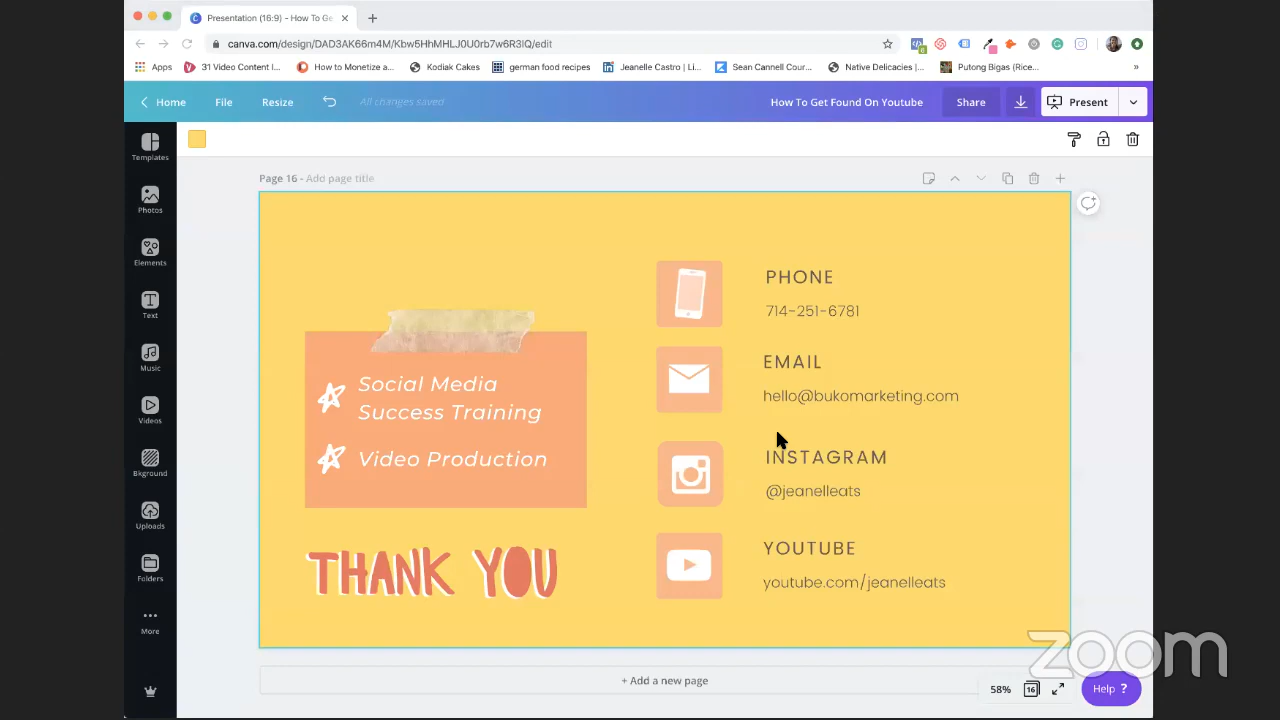 Presentation (16:9) - How To Ge
canva.com/design/DAD3AK66m4M/Kbw5HhMHLJ0U0rb7w6R3IQ/edit
Apps
31 Video Content I...
How to Monetize a...
Kodiak Cakes
german food recipes
Jeanelle Castro | Li...
Sean Cannell Cour...
Native Delicacies |...
Putong Bigas (Rice...
»
Home
File
Resize
All changes saved
How To Get Found On Youtube
Share
Present
Templates
Photos
Elements
Text
Music
Videos
Bkground
Uploads
Folders
More
Page 16 - Add page title
Social Media
Success Training
Video Production
THANK YOU
PHONE
714-251-6781
EMAIL
hello@bukomarketing.com
INSTAGRAM
@jeanelleats
YOUTUBE
youtube.com/jeanelleats
+ Add a new page
58%
16
Help ?
zoom